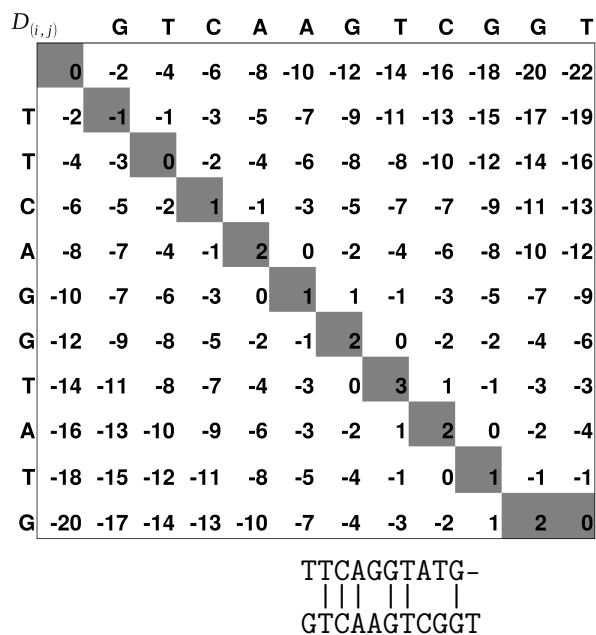 D(i,j) G T C A A G T C G G T
0 -2 -4 -6 -8 -10 -12 -14 -16 -18 -20 -22
T -2 -1 -1 -3 -5 -7 -9 -11 -13 -15 -17 -19
T -4 -3 0 -2 -4 -6 -8 -8 -10 -12 -14 -16
C -6 -5 -2 1 -1 -3 -5 -7 -7 -9 -11 -13
A -8 -7 -4 -1 2 0 -2 -4 -6 -8 -10 -12
G -10 -7 -6 -3 0 1 1 -1 -3 -5 -7 -9
G -12 -9 -8 -5 -2 -1 2 0 -2 -2 -4 -6
T -14 -11 -8 -7 -4 -3 0 3 1 -1 -3 -3
A -16 -13 -10 -9 -6 -3 -2 1 2 0 -2 -4
T -18 -15 -12 -11 -8 -5 -4 -1 0 1 -1 -1
G -20 -17 -14 -13 -10 -7 -4 -3 -2 1 2 0
TTCAGGTATG-
GTCAAGTCGGT